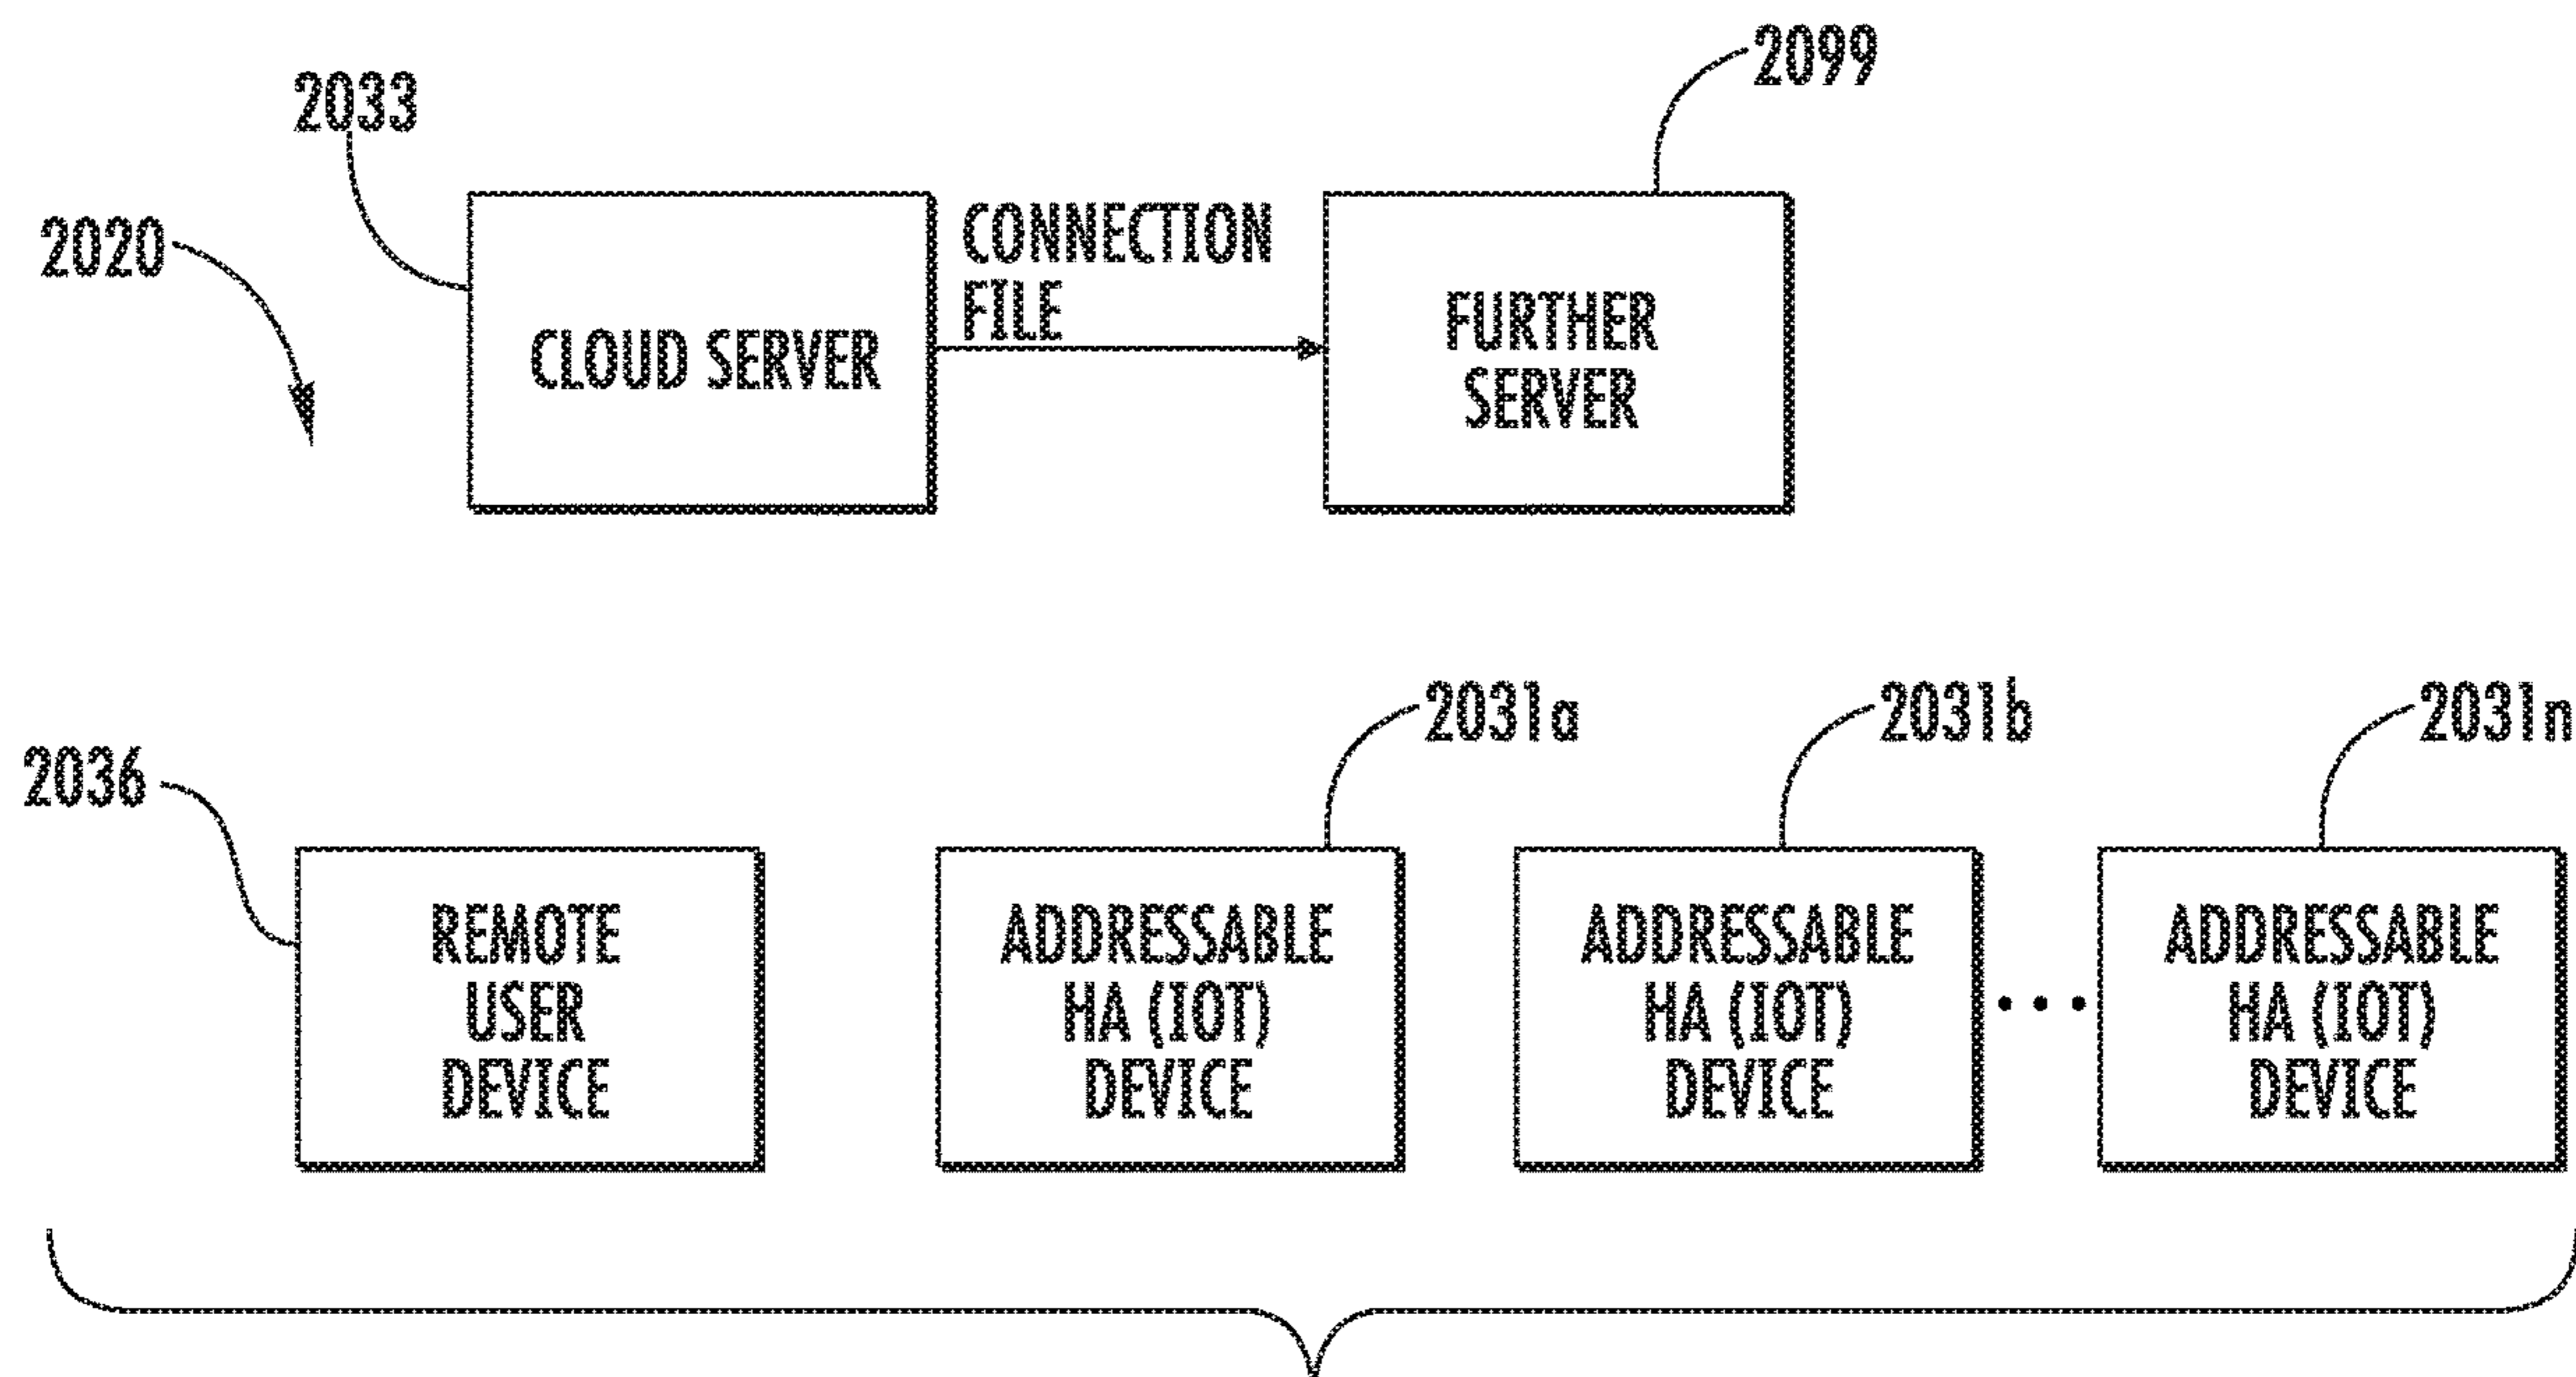 2099
2033
2020
CONNECTION
FILE
CLOUD SERVER
FURTHER
SERVER
2031a
2031b
2031n
2036
REMOTE
USER
DEVICE
ADDRESSABLE
HA (IOT)
DEVICE
ADDRESSABLE
HA (IOT)
DEVICE
• • •
ADDRESSABLE
HA (IOT)
DEVICE